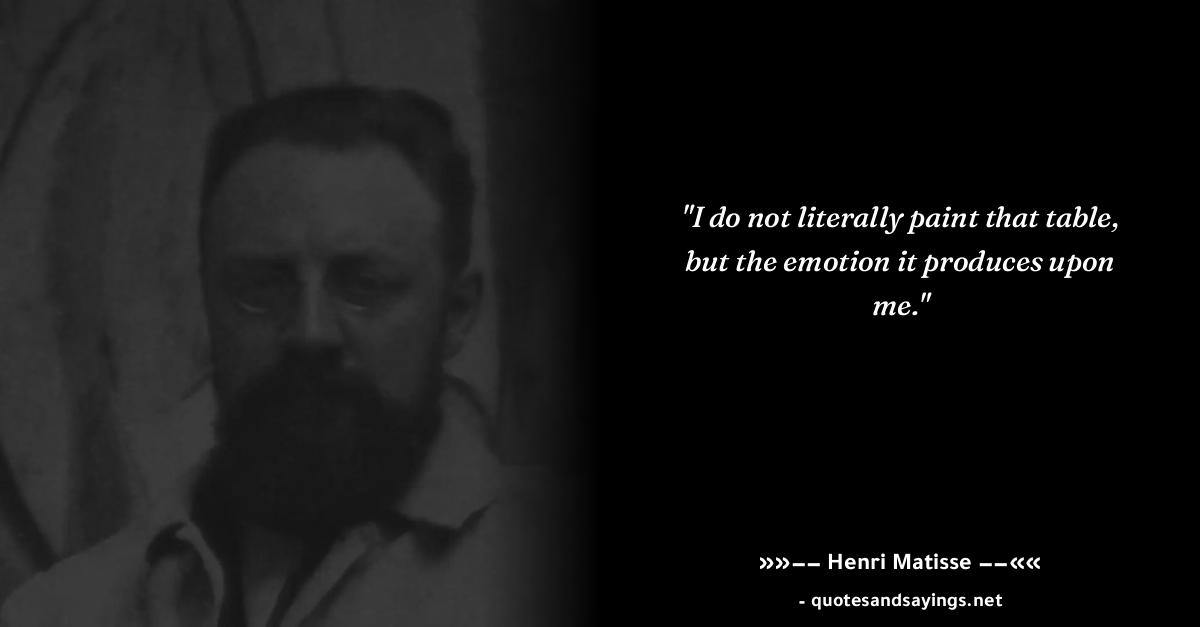 "I do not literally paint that table,
but the emotion it produces upon
me."
»»–– Henri Matisse ––««
- quotesandsayings.net